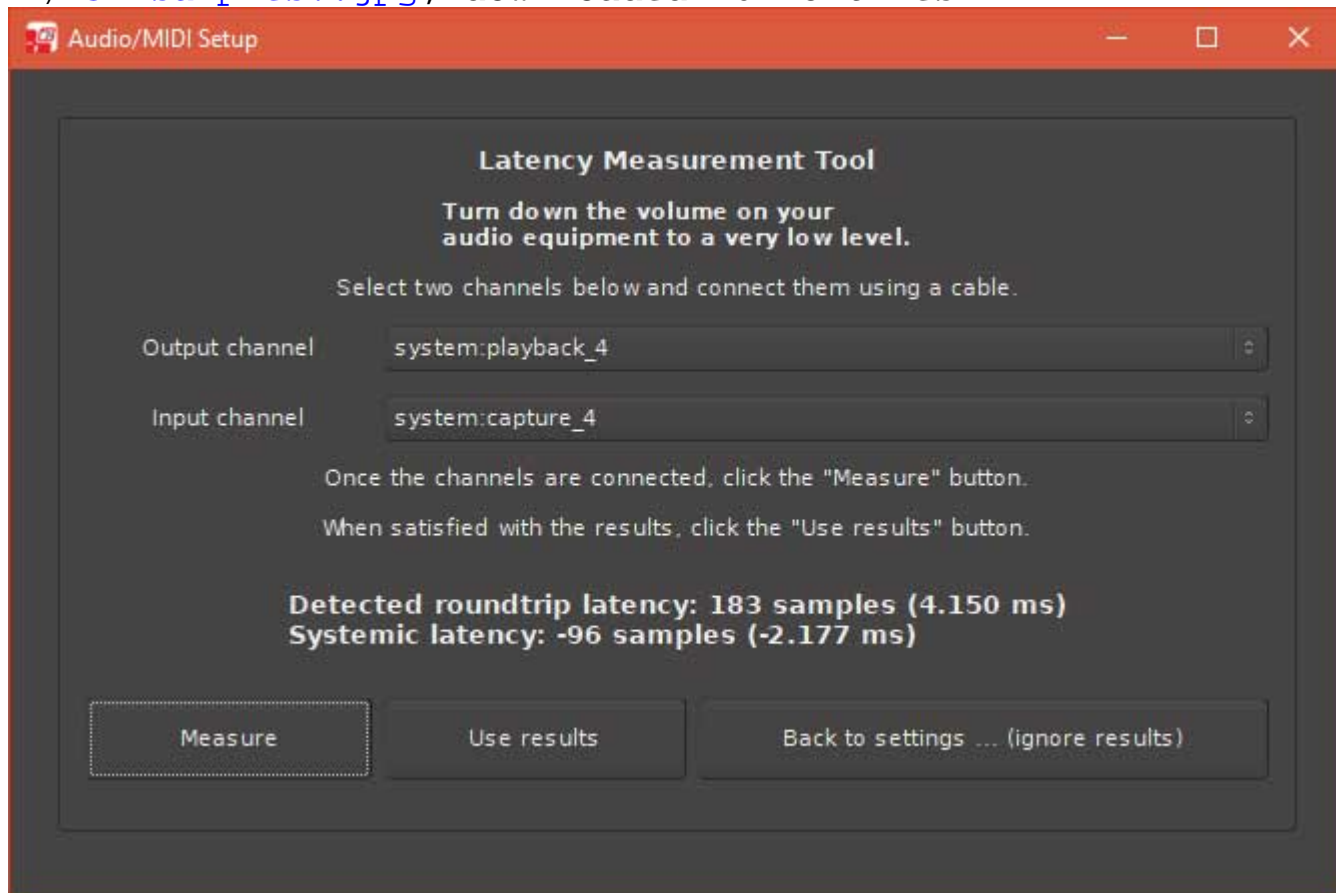 Audio/MIDI Setup
Latency Measurement Tool
Turn down the volume on your
audio equipment to a very low level.
Select two channels below and connect them using a cable.
Output channel system:playback_4
Input channel system:capture_4
Once the channels are connected, click the "Measure" button.
When satisfied with the results, click the "Use results" button.
Detected roundtrip latency: 183 samples (4.150 ms)
Systemic latency: -96 samples (-2.177 ms)
Measure Use results Back to settings ... (ignore results)